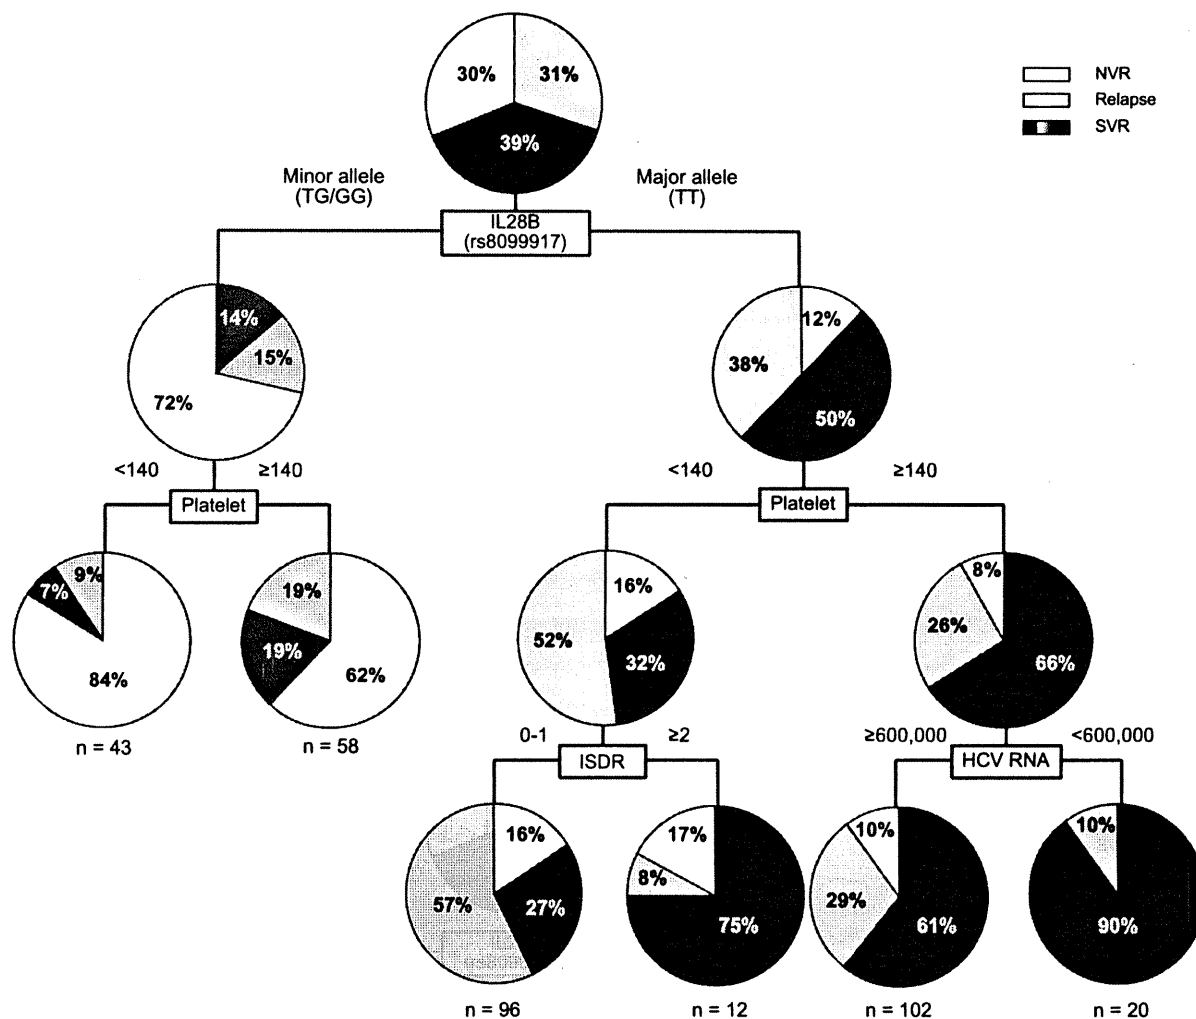 30%
31%
39%
NVR
Relapse
SVR
Minor allele
(TG/GG)
Major allele
(TT)
IL28B
(rs8099917)
14%
15%
72%
12%
38%
50%
<140
≥140
Platelet
<140
≥140
Platelet
9%
7%
84%
n = 43
19%
19%
62%
n = 58
16%
52%
32%
8%
26%
66%
0-1
≥2
ISDR
≥600,000
<600,000
HCV RNA
16%
57%
27%
n = 96
17%
8%
75%
n = 12
10%
29%
61%
n = 102
10%
90%
n = 20